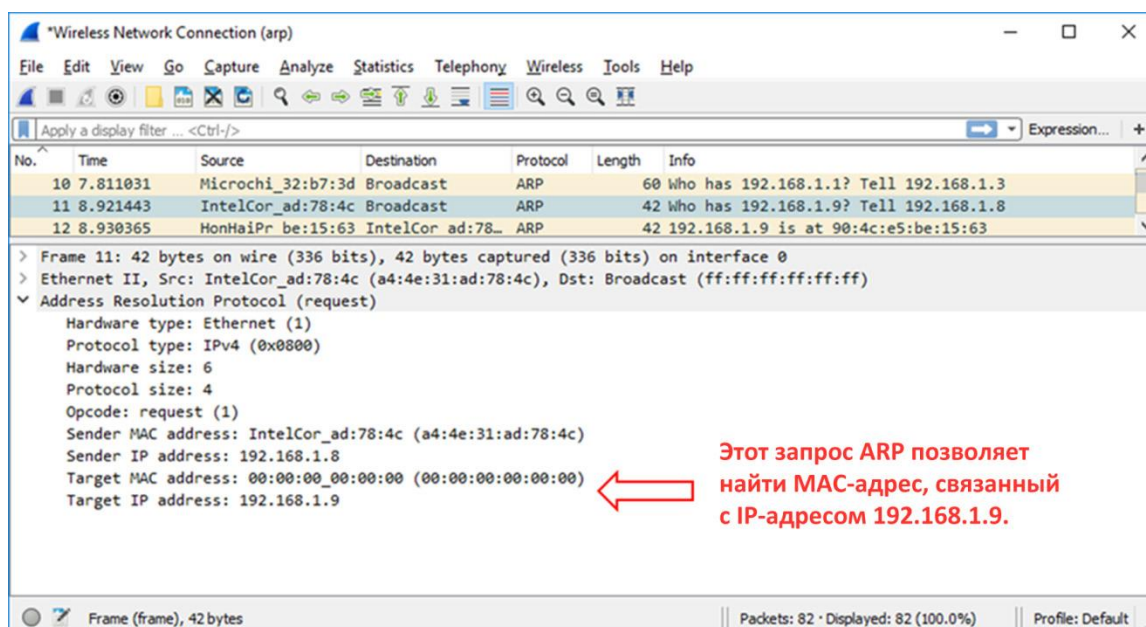 *Wireless Network Connection (arp)
File Edit View Go Capture Analyze Statistics Telephony Wireless Tools Help
Apply a display filter ... <Ctrl-/> Expression... +
No. Time Source Destination Protocol Length Info
10 7.811031 Microchi_32:b7:3d Broadcast ARP 60 Who has 192.168.1.1? Tell 192.168.1.3
11 8.921443 IntelCor_ad:78:4c Broadcast ARP 42 Who has 192.168.1.9? Tell 192.168.1.8
12 8.930365 HonHaiPr be:15:63 IntelCor ad:78… ARP 42 192.168.1.9 is at 90:4c:e5:be:15:63
Frame 11: 42 bytes on wire (336 bits), 42 bytes captured (336 bits) on interface 0
Ethernet II, Src: IntelCor_ad:78:4c (a4:4e:31:ad:78:4c), Dst: Broadcast (ff:ff:ff:ff:ff:ff)
Address Resolution Protocol (request)
Hardware type: Ethernet (1)
Protocol type: IPv4 (0x0800)
Hardware size: 6
Protocol size: 4
Opcode: request (1)
Sender MAC address: IntelCor_ad:78:4c (a4:4e:31:ad:78:4c)
Sender IP address: 192.168.1.8
Target MAC address: 00:00:00_00:00:00 (00:00:00:00:00:00)
Target IP address: 192.168.1.9
Этот запрос ARP позволяет
найти MAC-адрес, связанный
с IP-адресом 192.168.1.9.
Frame (frame), 42 bytes Packets: 82 · Displayed: 82 (100.0%) Profile: Default